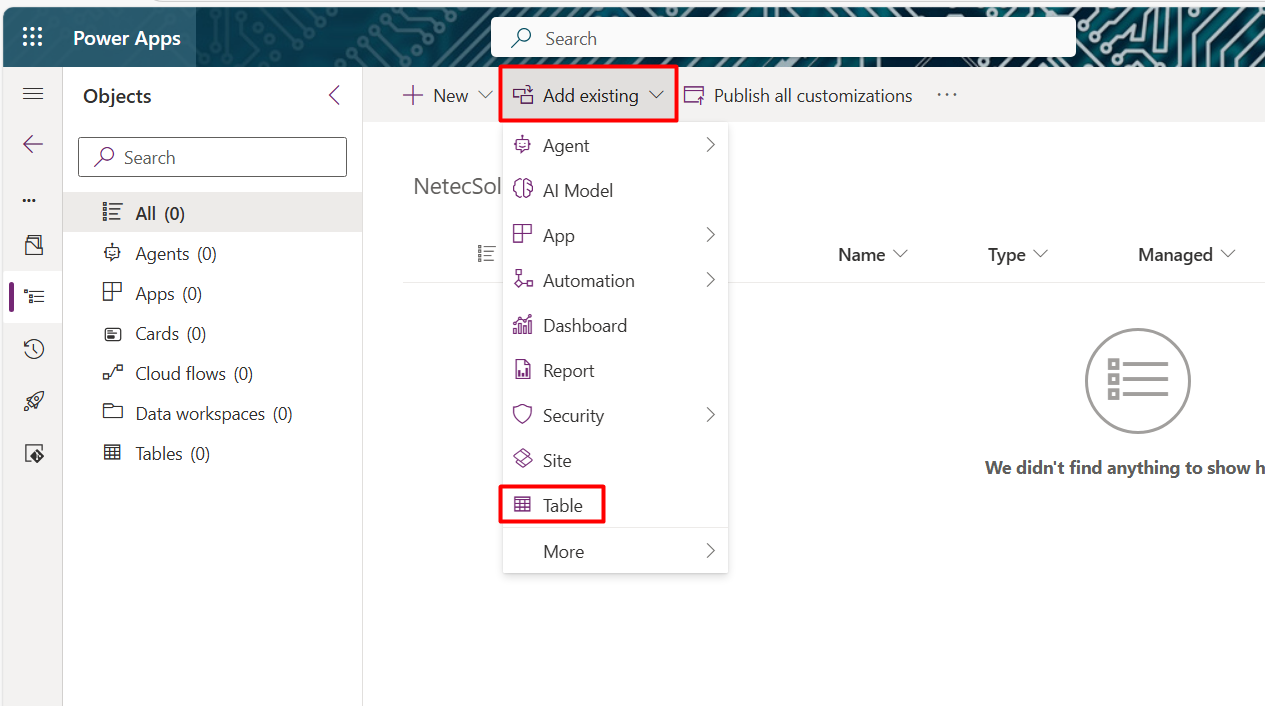 Power Apps
Search
Objects
New
Add existing
Publish all customizations
...
Search
...
All (0)
Agents (0)
Apps (0)
Cards (0)
Cloud flows (0)
Data workspaces (0)
Tables (0)
Agent
AI Model
App
Automation
Dashboard
Report
Security
Site
Table
More
NetecSol
Name
Type
Managed
We didn't find anything to show h